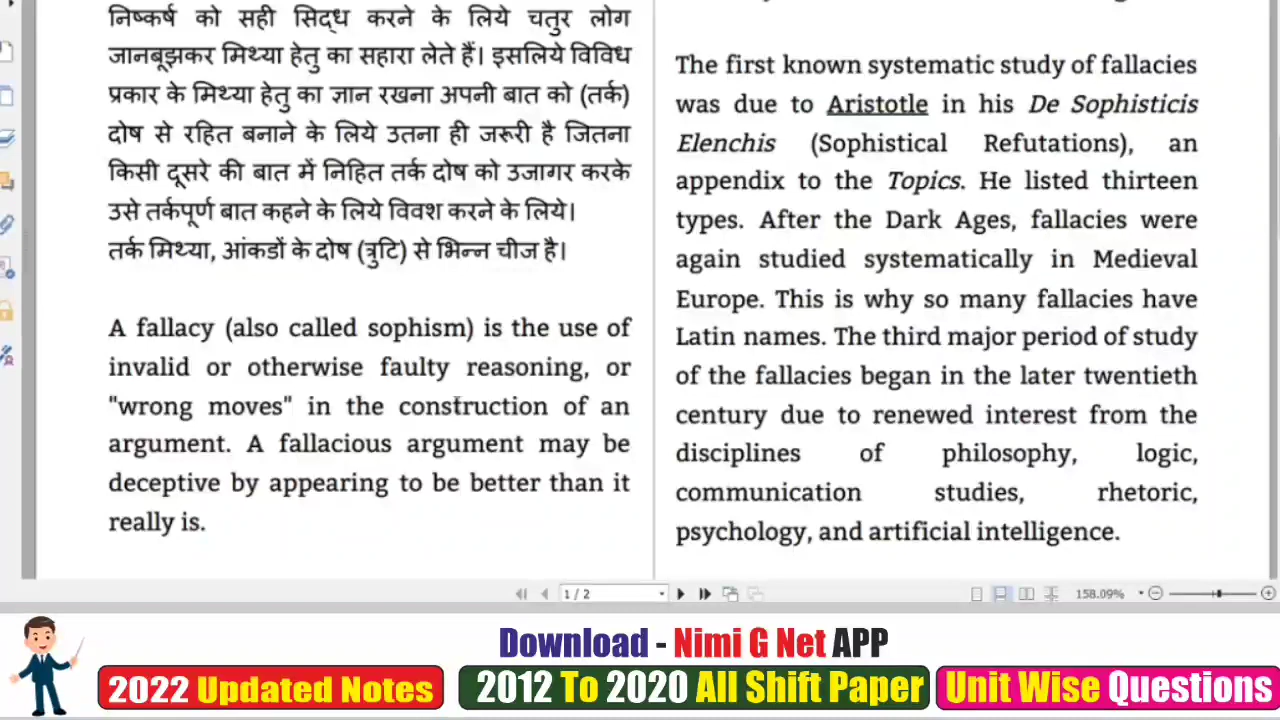 निष्कर्ष को सही सिद्ध करने के लिये चतुर लोग
जानबूझकर मिथ्या हेतु का सहारा लेते हैं। इसलिये विविध
प्रकार के मिथ्या हेतु का ज्ञान रखना अपनी बात को (तर्क)
दोष से रहित बनाने के लिये उतना ही जरूरी है जितना
किसी दूसरे की बात में निहित तर्क दोष को उजागर करके
उसे तर्कपूर्ण बात कहने के लिये विवश करने के लिये।
तर्क मिथ्या, आंकडों के दोष (त्रुटि) से भिन्न चीज है।
A fallacy (also called sophism) is the use of
invalid or otherwise faulty reasoning, or
"wrong moves" in the construction of an
argument. A fallacious argument may be
deceptive by appearing to be better than it
really is.
The first known systematic study of fallacies
was due to Aristotle in his De Sophisticis
Elenchis (Sophistical Refutations), an
appendix to the Topics. He listed thirteen
types. After the Dark Ages, fallacies were
again studied systematically in Medieval
Europe. This is why so many fallacies have
Latin names. The third major period of study
of the fallacies began in the later twentieth
century due to renewed interest from the
disciplines of philosophy, logic,
communication studies, rhetoric,
psychology, and artificial intelligence.
1 / 2
158.09%
Download - Nimi G Net APP
2022 Updated Notes
2012 To 2020 All Shift Paper
Unit Wise Questions